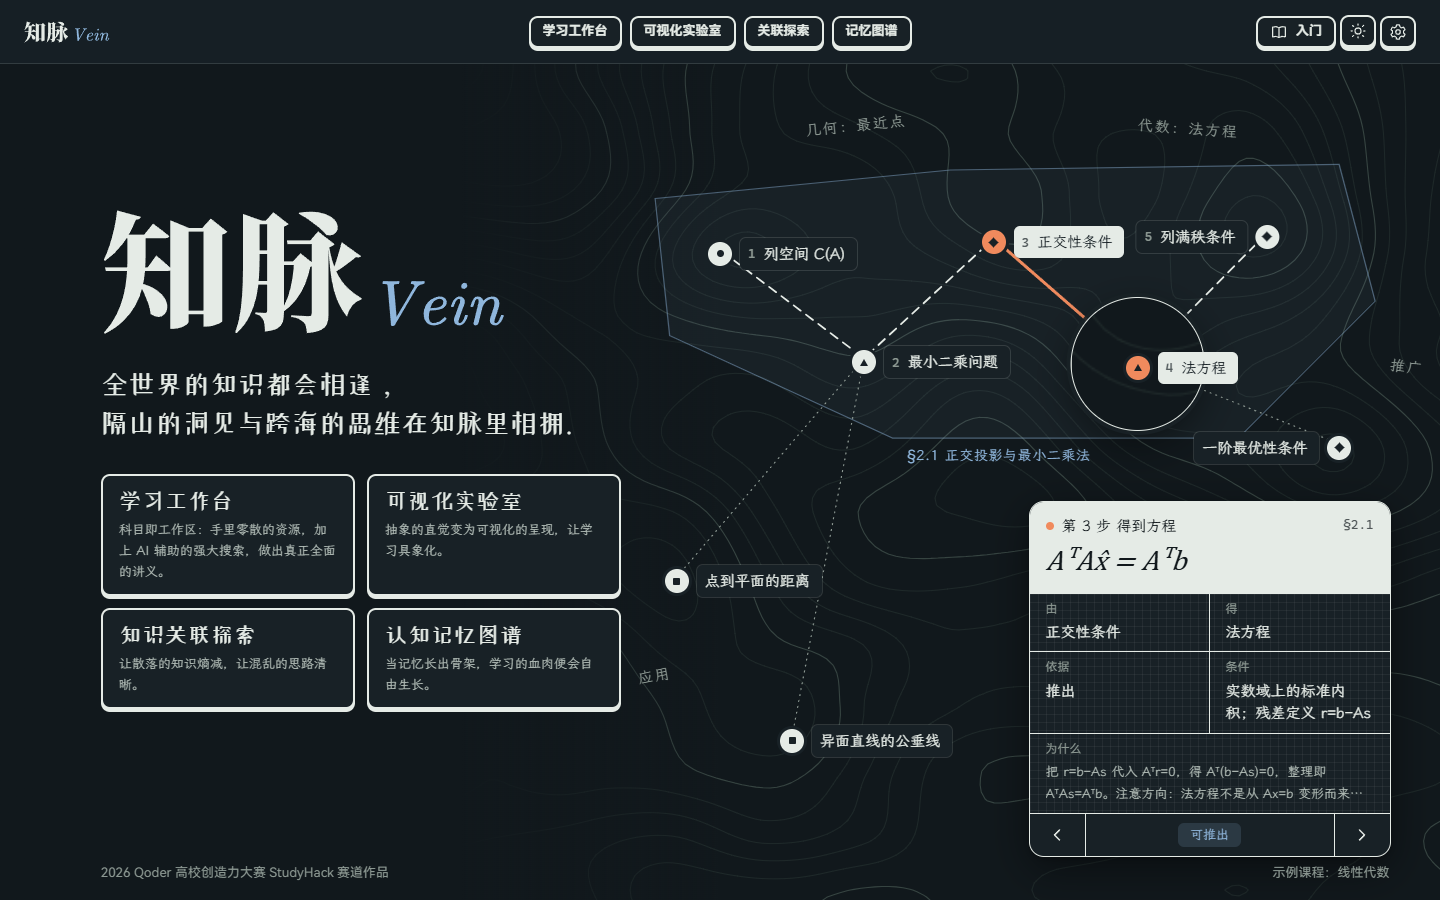 知脉 Vein
学习工作台
可视化实验室
关联探索
记忆图谱
入门
几何：最近点
代数：法方程
知脉 Vein
全世界的知识都会相逢，
隔山的洞见与跨海的思维在知脉里相拥.
学习工作台
科目即工作区：手里零散的资源，加
上 AI 辅助的强大搜索，做出真正全面
的讲义。
可视化实验室
抽象的直觉变为可视化的呈现，让学
习具象化。
知识关联探索
让散落的知识熵减，让混乱的思路清
晰。
认知记忆图谱
当记忆长出骨架，学习的血肉便会自
由生长。
1 列空间 C(A)
3 正交性条件
5 列满秩条件
2 最小二乘问题
4 法方程
推广
一阶最优性条件
§2.1 正交投影与最小二乘法
点到平面的距离
应用
异面直线的公垂线
第 3 步 得到方程
§2.1
AᵀAx̂ = Aᵀb
由
正交性条件
得
法方程
依据
推出
条件
实数域上的标准内
积；残差定义 r=b−As
为什么
把 r=b−As 代入 Aᵀr=0，得 Aᵀ(b−As)=0，整理即
AᵀAs=Aᵀb。注意方向：法方程不是从 Ax=b 变形而来…
可推出
2026 Qoder 高校创造力大赛 StudyHack 赛道作品
示例课程：线性代数